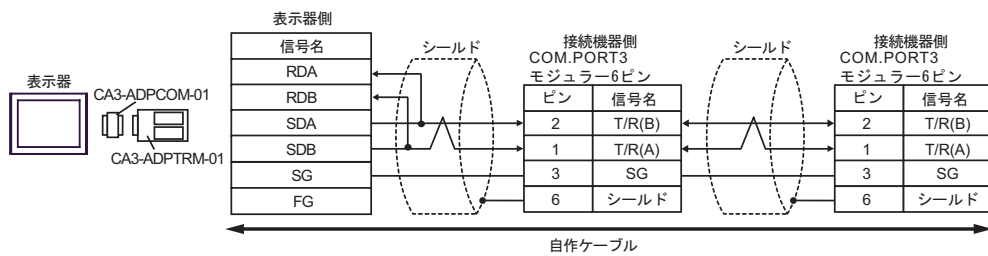 表示器
CA3-ADPCOM-01
CA3-ADPTRM-01
表示器側
信号名
RDA
RDB
SDA
SDB
SG
FG
シールド
接続機器側
COM.PORT3
モジュラー6ピン
ピン 信号名
2 T/R(B)
1 T/R(A)
3 SG
6 シールド
シールド
接続機器側
COM.PORT3
モジュラー6ピン
ピン 信号名
2 T/R(B)
1 T/R(A)
3 SG
6 シールド
自作ケーブル